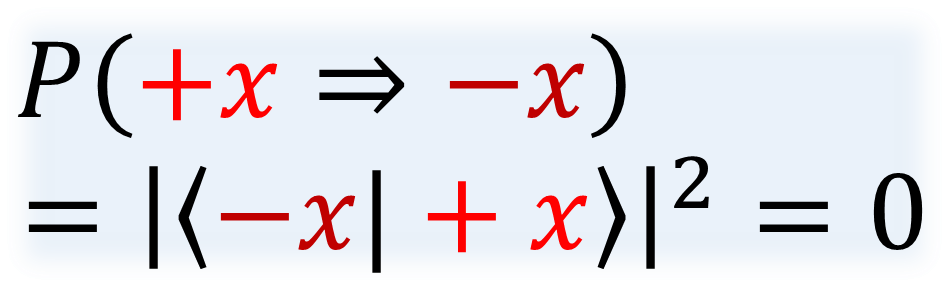 P(+x ⇒ −x)
= |⟨−x| + x⟩|² = 0